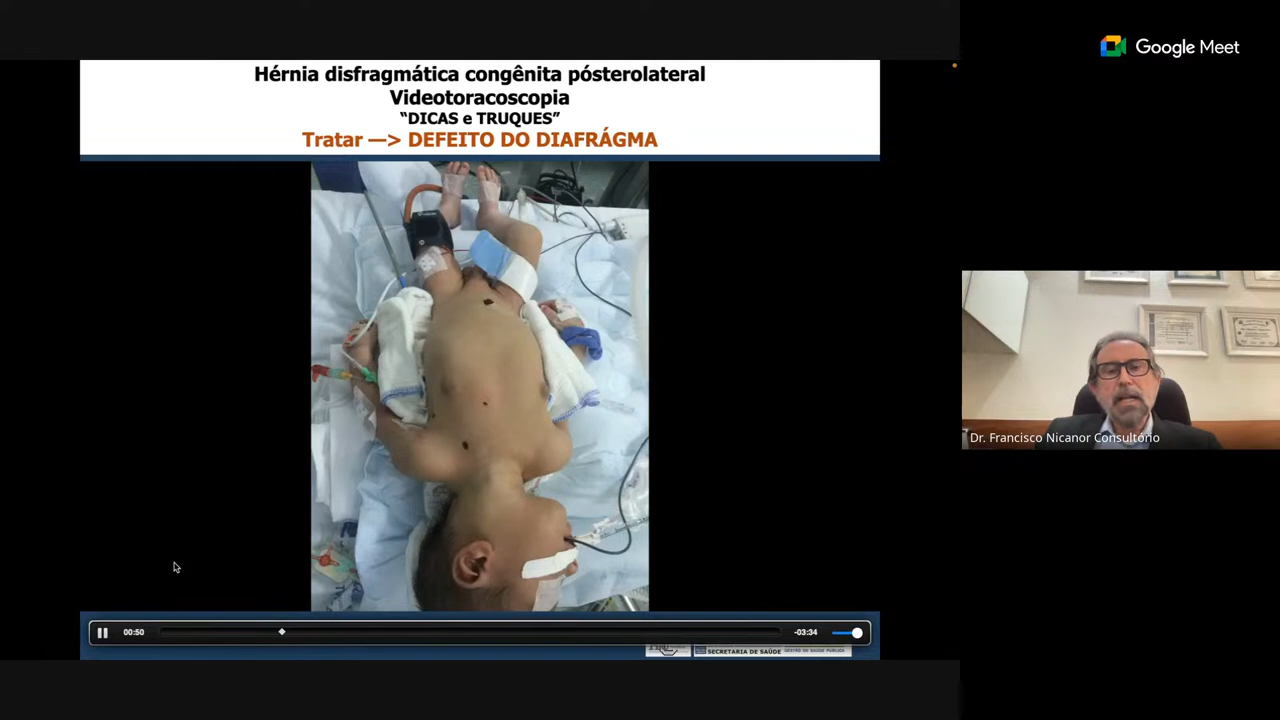 Hérnia disfragmática congênita pósterolateral
Videotoracoscopia
“DICAS e TRUQUES”
Tratar —> DEFEITO DO DIAFRÁGMA
Google Meet
Dr. Francisco Nicanor Consultório
00:50
-03:34
SECRETARIA DE SAÚDE